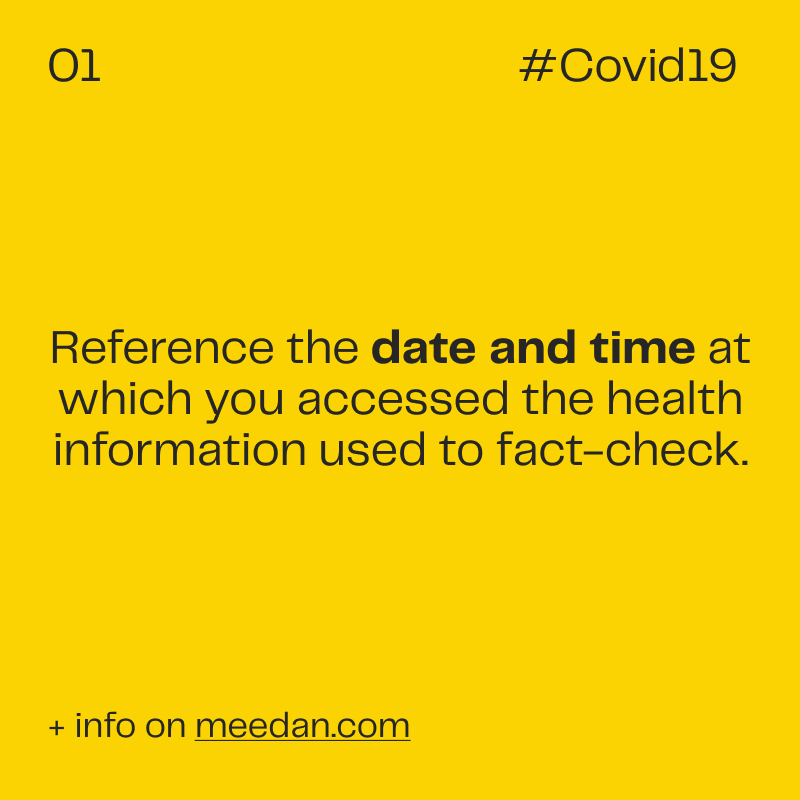 01
#Covid19
Reference the date and time at
which you accessed the health
information used to fact-check.
+ info on meedan.com